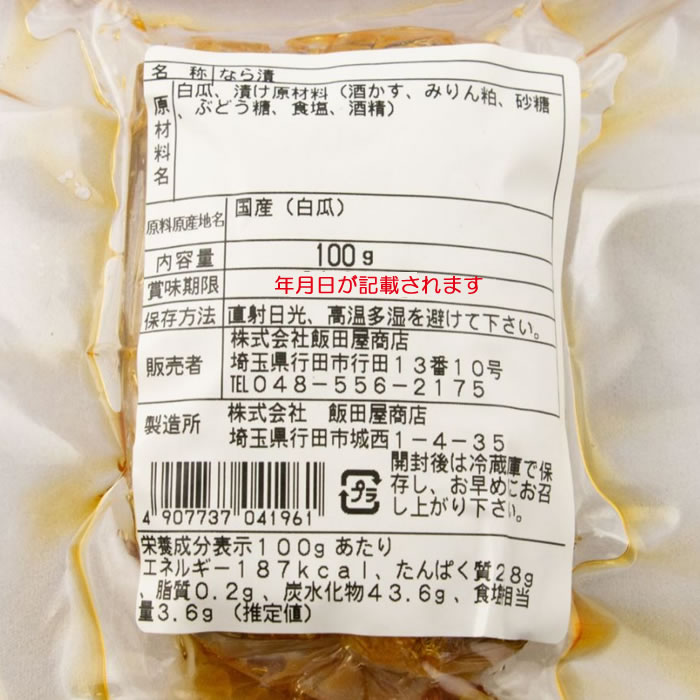 名 称 なら漬
原材料名 白瓜、漬け原材料（酒かす、みりん粕、砂糖
、ぶどう糖、食塩、酒精）
原料原産地名 国産（白瓜）
内容量 100g
賞味期限 年月日が記載されます
保存方法 直射日光、高温多湿を避けて下さい。
販売者 株式会社飯田屋商店
埼玉県行田市行田13番10号
TEL048-556-2175
製造所 株式会社 飯田屋商店
埼玉県行田市城西1-4-35
開封後は冷蔵庫で保
存し、お早めにお召
し上がり下さい。
プラ
4 907737 041961
栄養成分表示100gあたり
エネルギー187kcal、たんぱく質28g
、脂質0.2g、炭水化物43.6g、食塩相当
量3.6g（推定値）